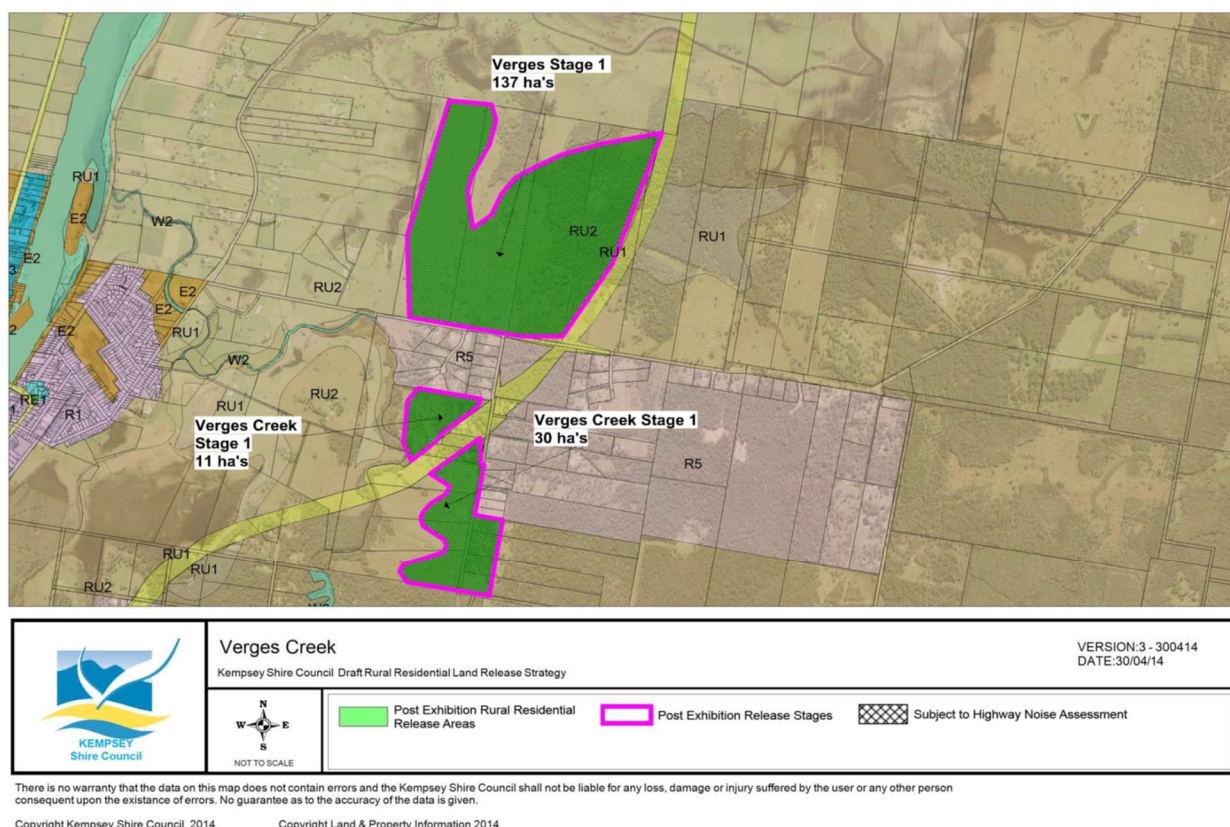 Verges Stage 1
137 ha's
RU1
E2
W2
RU2
RU1
RU1
E2
3
E2
2
E2
E2
RU2
RU1
W2
R5
RE1
1
R1
RU1
RU2
Verges Creek
Stage 1
11 ha's
Verges Creek Stage 1
30 ha's
R5
RU1
RU1
RU2
Verges Creek
Kempsey Shire Council Draft Rural Residential Land Release Strategy
VERSION:3 - 300414
DATE:30/04/14
KEMPSEY
Shire Council
N
W E
S
NOT TO SCALE
Post Exhibition Rural Residential
Release Areas
Post Exhibition Release Stages
Subject to Highway Noise Assessment
There is no warranty that the data on this map does not contain errors and the Kempsey Shire Council shall not be liable for any loss, damage or injury suffered by the user or any other person
consequent upon the existance of errors. No guarantee as to the accuracy of the data is given.
Copyright Kempsey Shire Council 2014 Copyright Land & Property Information 2014